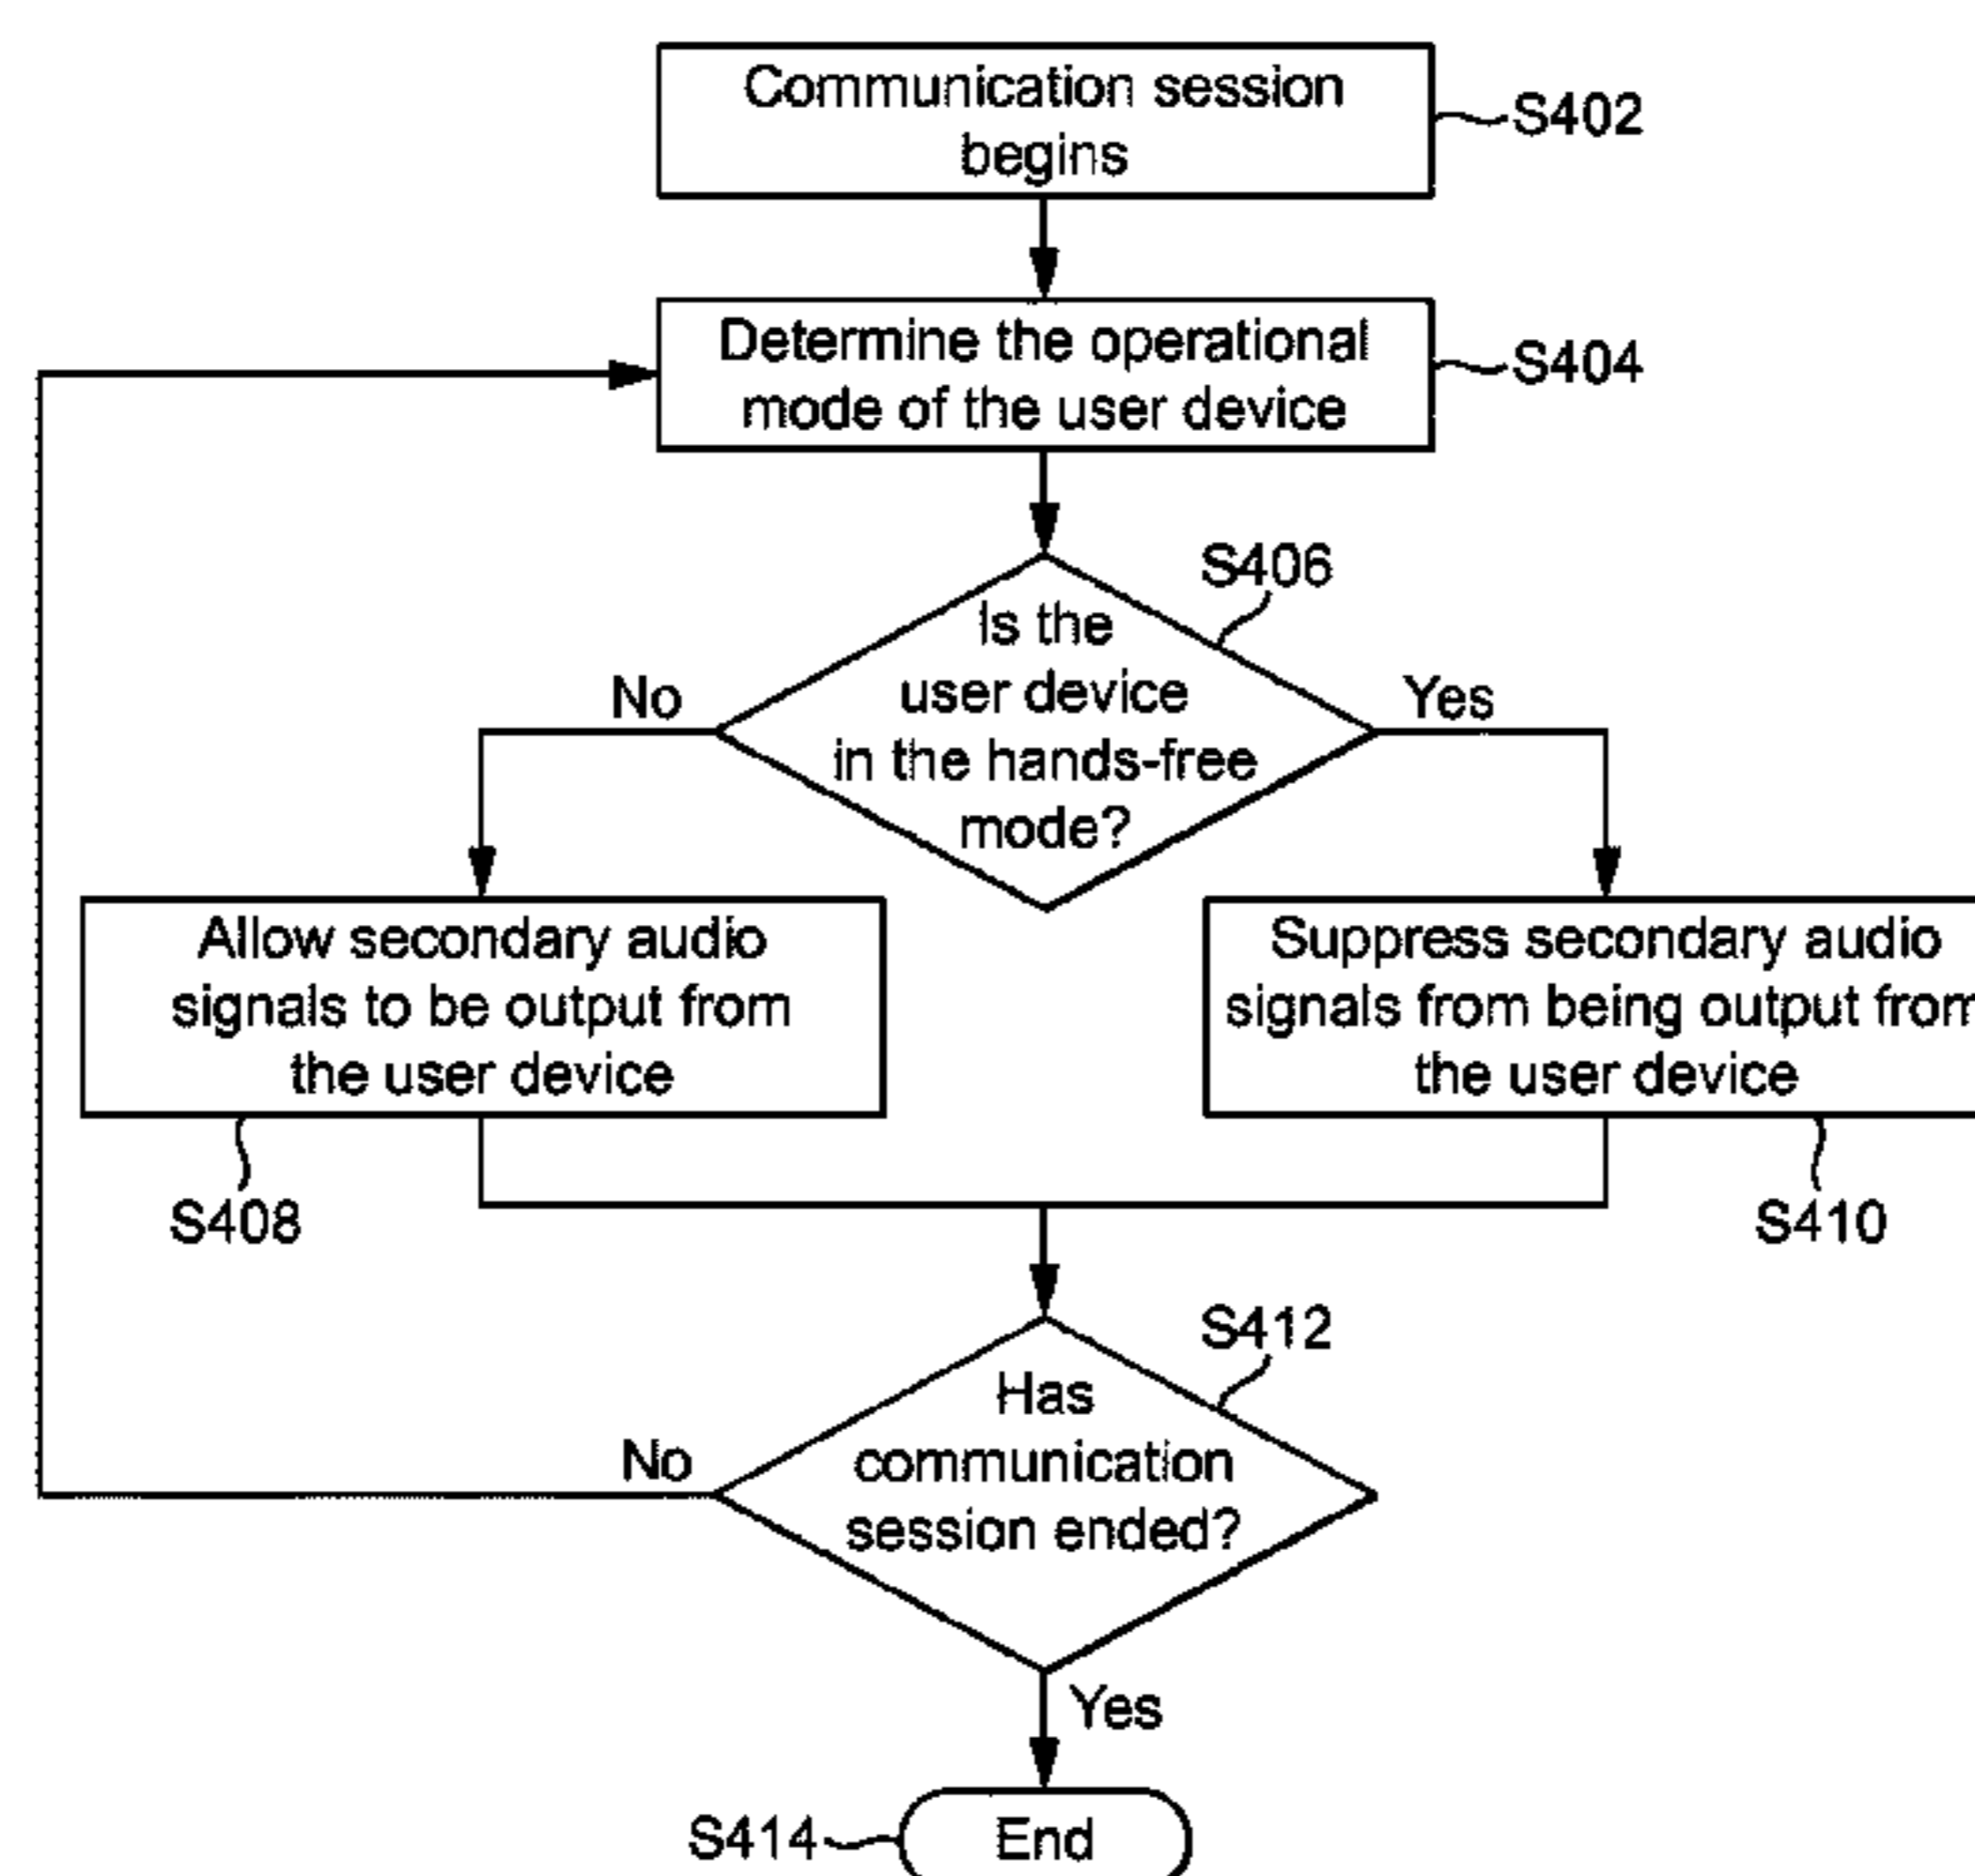 Communication session
begins
S402
Determine the operational
mode of the user device
S404
S406
Is the
user device
in the hands-free
mode?
No
Yes
Allow secondary audio
signals to be output from
the user device
S408
Suppress secondary audio
signals from being output from
the user device
S410
S412
Has
communication
session ended?
No
Yes
S414
End